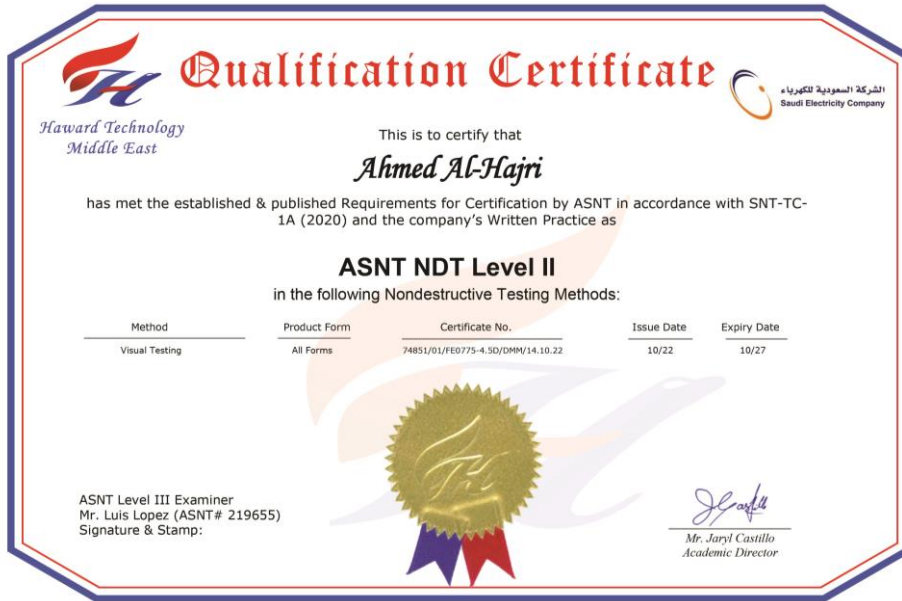 Qualification Certificate
Haward Technology
Middle East
الشركة السعودية للكهرباء
Saudi Electricity Company
This is to certify that
Ahmed Al-Hajri
has met the established & published Requirements for Certification by ASNT in accordance with SNT-TC-
1A (2020) and the company's Written Practice as
ASNT NDT Level II
in the following Nondestructive Testing Methods:
Method Product Form Certificate No. Issue Date Expiry Date
Visual Testing All Forms 74851/01/FE0775-4.5D/DMM/14.10.22 10/22 10/27
ASNT Level III Examiner
Mr. Luis Lopez (ASNT# 219655)
Signature & Stamp:
Mr. Jaryl Castillo
Academic Director